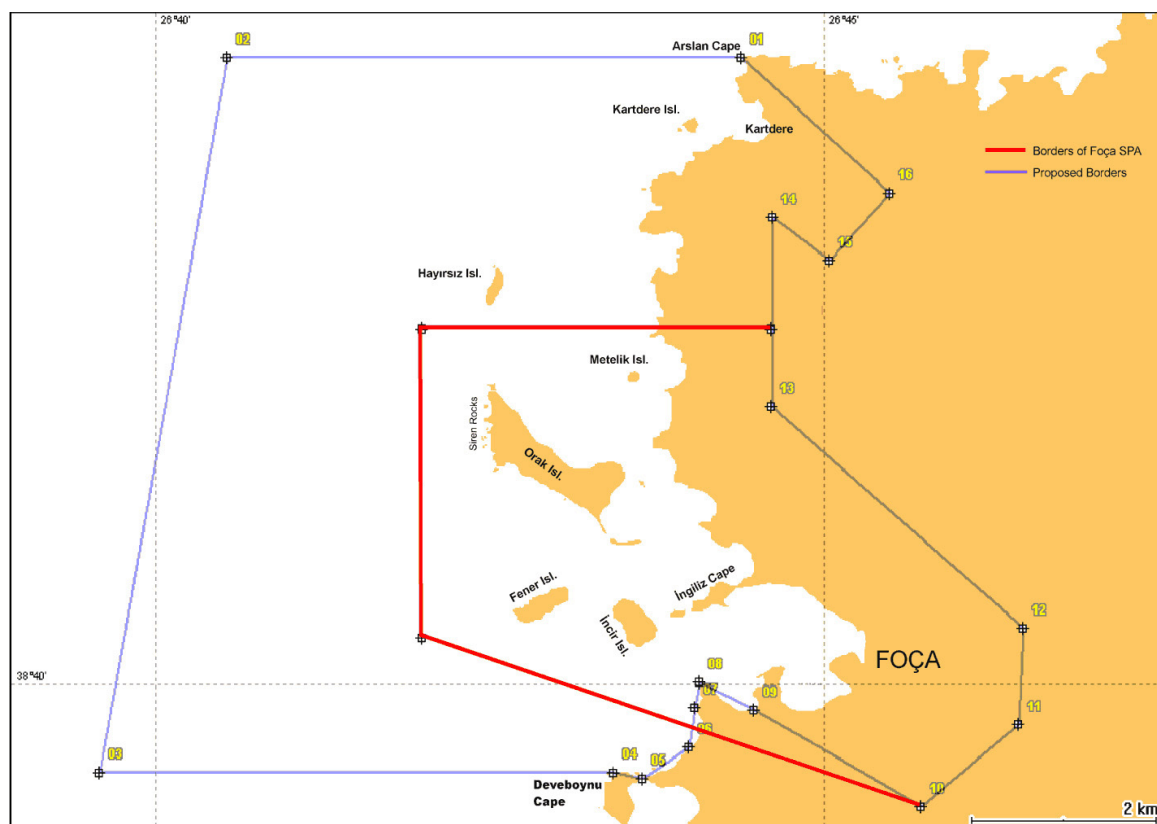 26°40'
26°45'
02
Arslan Cape
01
Kartdere Isl.
Kartdere
Borders of Foça SPA
Proposed Borders
16
14
15
Hayırsız Isl.
Metelik Isl.
13
Siren Rocks
Orak Isl.
Fener Isl.
İncir Isl.
İngiliz Cape
12
FOÇA
38°40'
08
07
09
11
06
03
04
05
Deveboynu
Cape
10
2 km